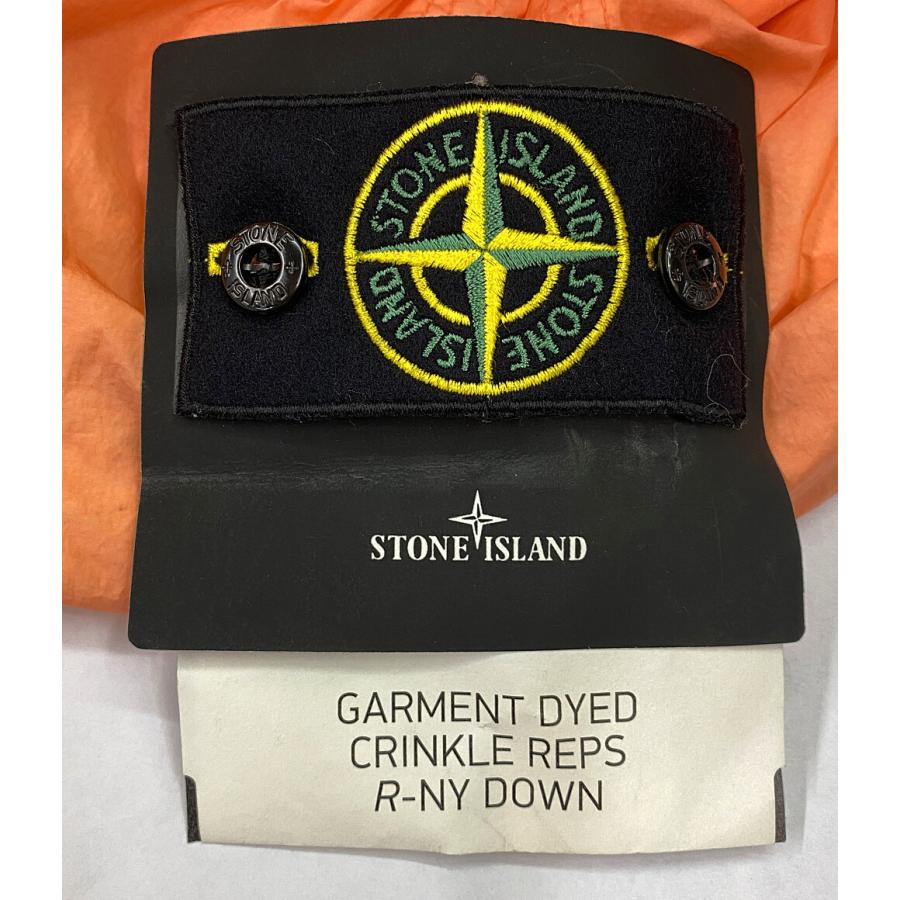 STONE ISLAND
STONE ISLAND
STONE
ISLAND
STONE
ISLAND
STONE ISLAND
GARMENT DYED
CRINKLE REPS
R-NY DOWN